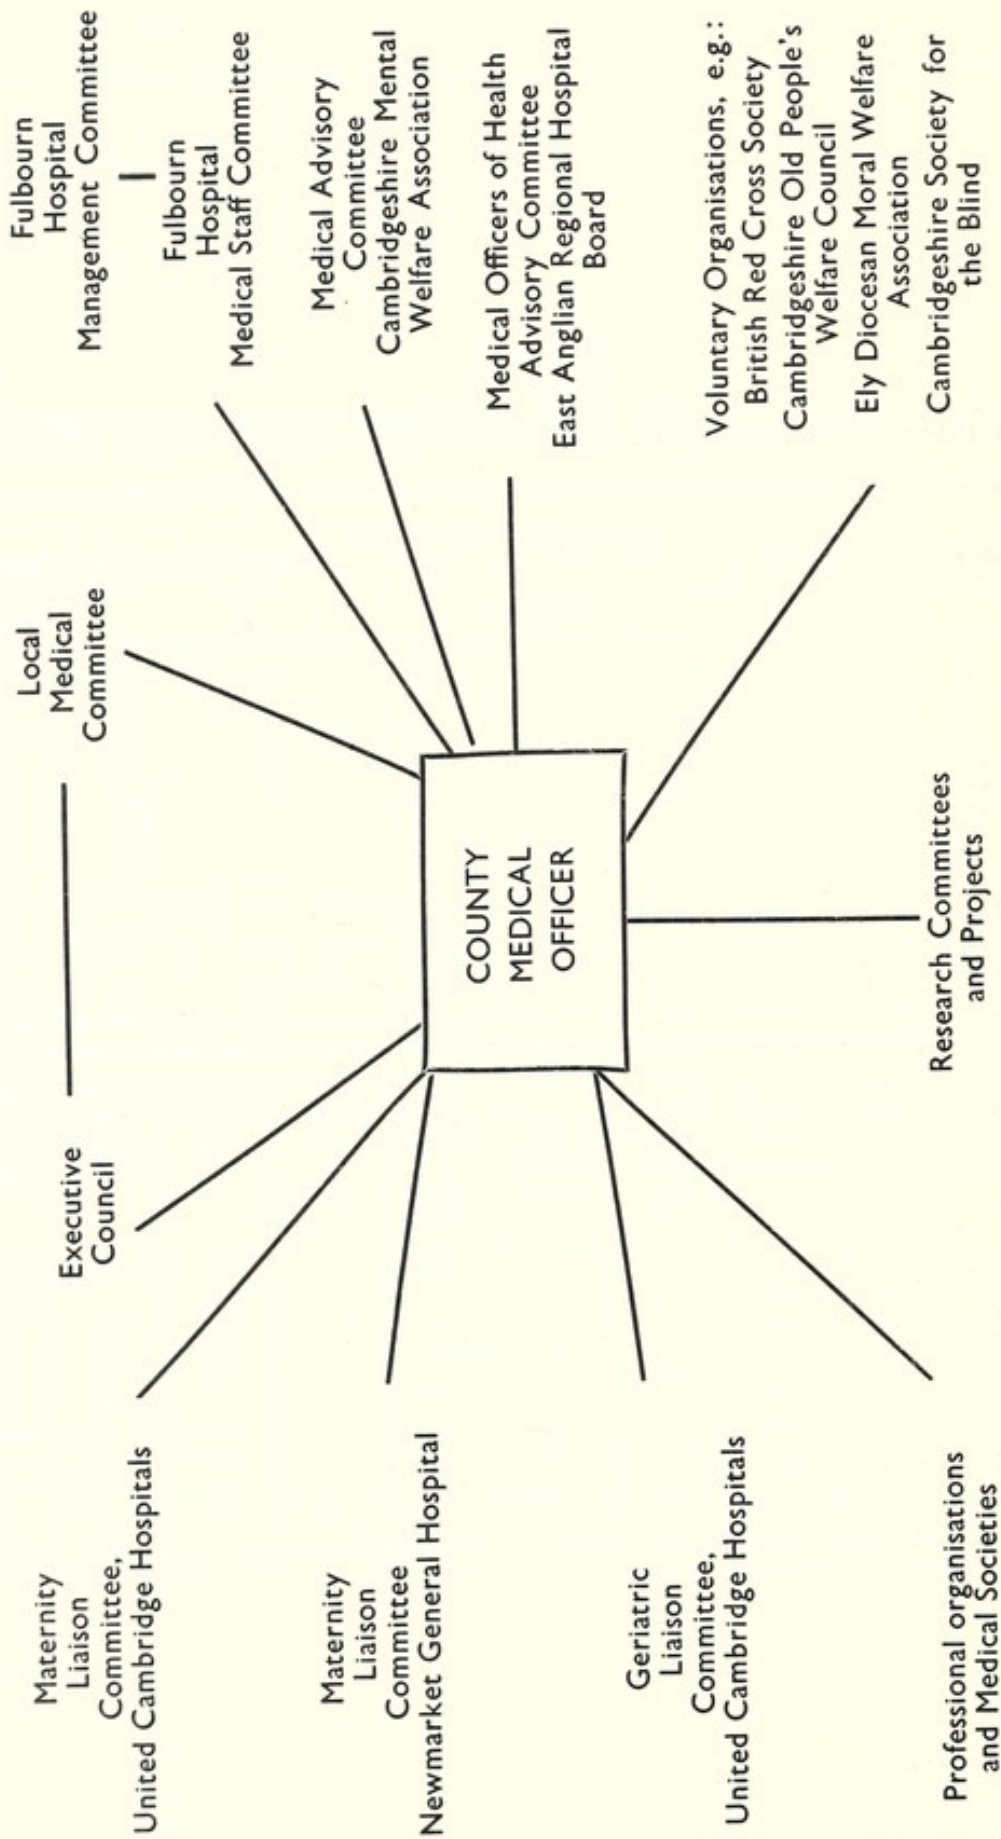 Maternity
Liaison
Committee,
United Cambridge Hospitals
Maternity
Liaison
Committee
Newmarket General Hospital
Geriatric
Liaison
Committee,
United Cambridge Hospitals
Professional organisations
and Medical Societies
Executive
Council
Local
Medical
Committee
COUNTY
MEDICAL
OFFICER
Research Committees
and Projects
Fulbourn
Hospital
Management Committee
Fulbourn
Hospital
Medical Staff Committee
Medical Advisory
Committee
Cambridgeshire Mental
Welfare Association
Medical Officers of Health
Advisory Committee
East Anglian Regional Hospital
Board
Voluntary Organisations, e.g.:
British Red Cross Society
Cambridgeshire Old People's
Welfare Council
Ely Diocesan Moral Welfare
Association
Cambridgeshire Society for
the Blind